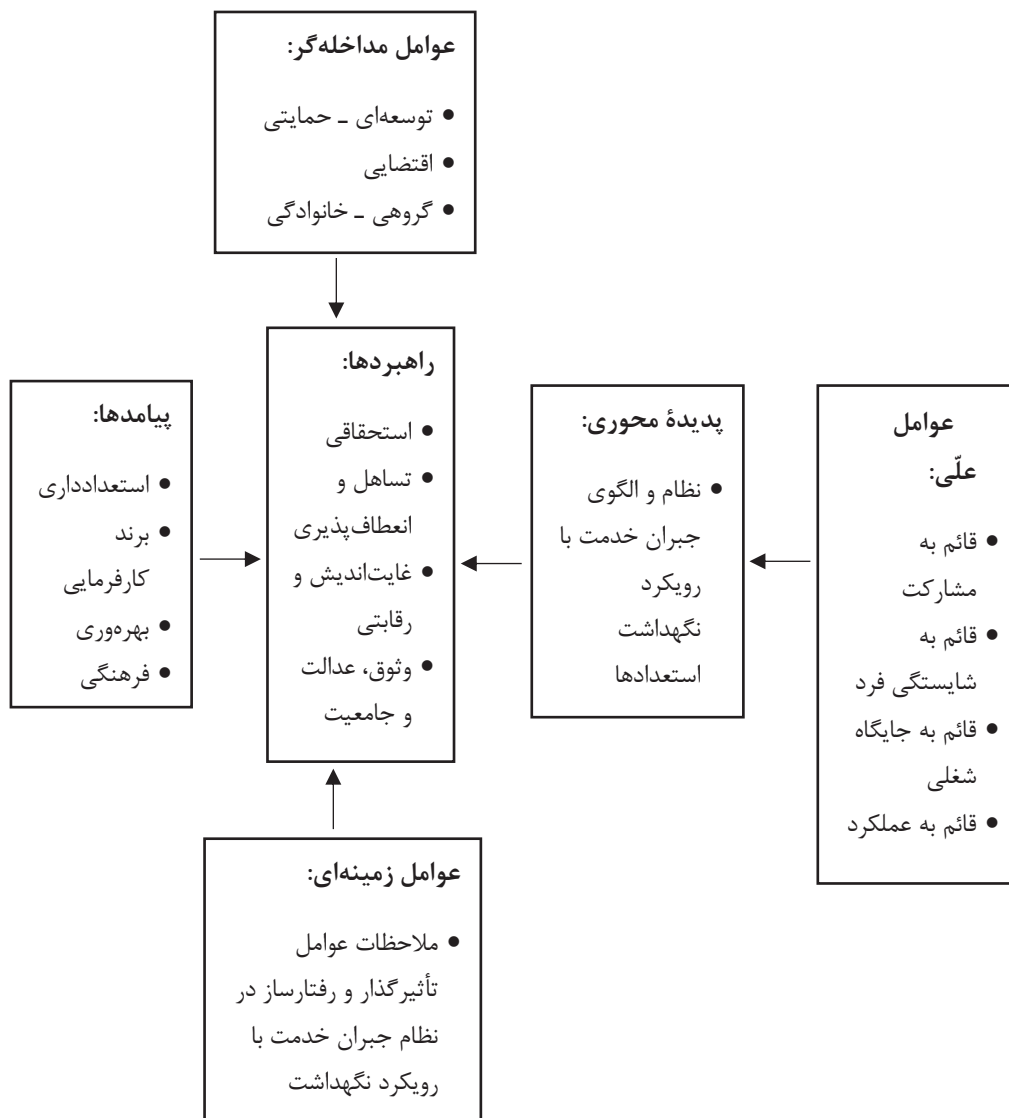 عوامل مداخله‌گر:
• توسعه‌ای ـ حمایتی
• اقتضایی
• گروهی ـ خانوادگی
عوامل
علّی:
• قائم به
مشارکت
• قائم به
شایستگی فرد
• قائم به جایگاه
شغلی
• قائم به عملکرد
پدیدهٔ محوری:
• نظام و الگوی
جبران خدمت با
رویکرد
نگهداشت
استعدادها
راهبردها:
• استحقاقی
• تساهل و
انعطاف‌پذیری
• غایت‌اندیش و
رقابتی
• وثوق، عدالت
و جامعیت
پیامدها:
• استعدادداری
• برند
کارفرمایی
• بهره‌وری
• فرهنگی
عوامل زمینه‌ای:
• ملاحظات عوامل
تأثیرگذار و رفتارساز در
نظام جبران خدمت با
رویکرد نگهداشت